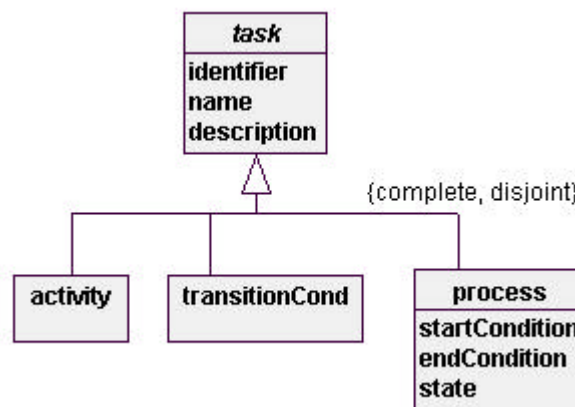 task
identifier
name
description
{complete, disjoint}
activity
transitionCond
process
startCondition
endCondition
state